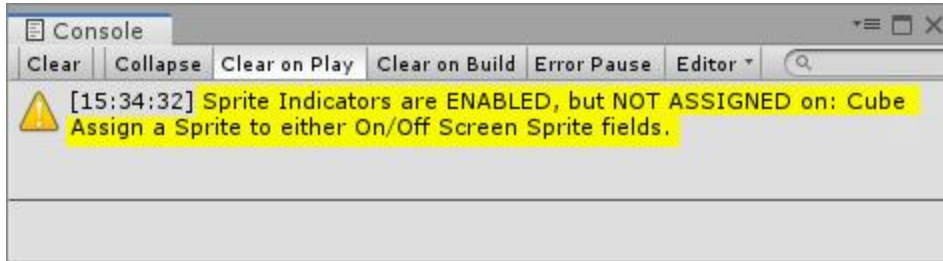 Console
Clear Collapse Clear on Play Clear on Build Error Pause Editor
[15:34:32] Sprite Indicators are ENABLED, but NOT ASSIGNED on: Cube
Assign a Sprite to either On/Off Screen Sprite fields.